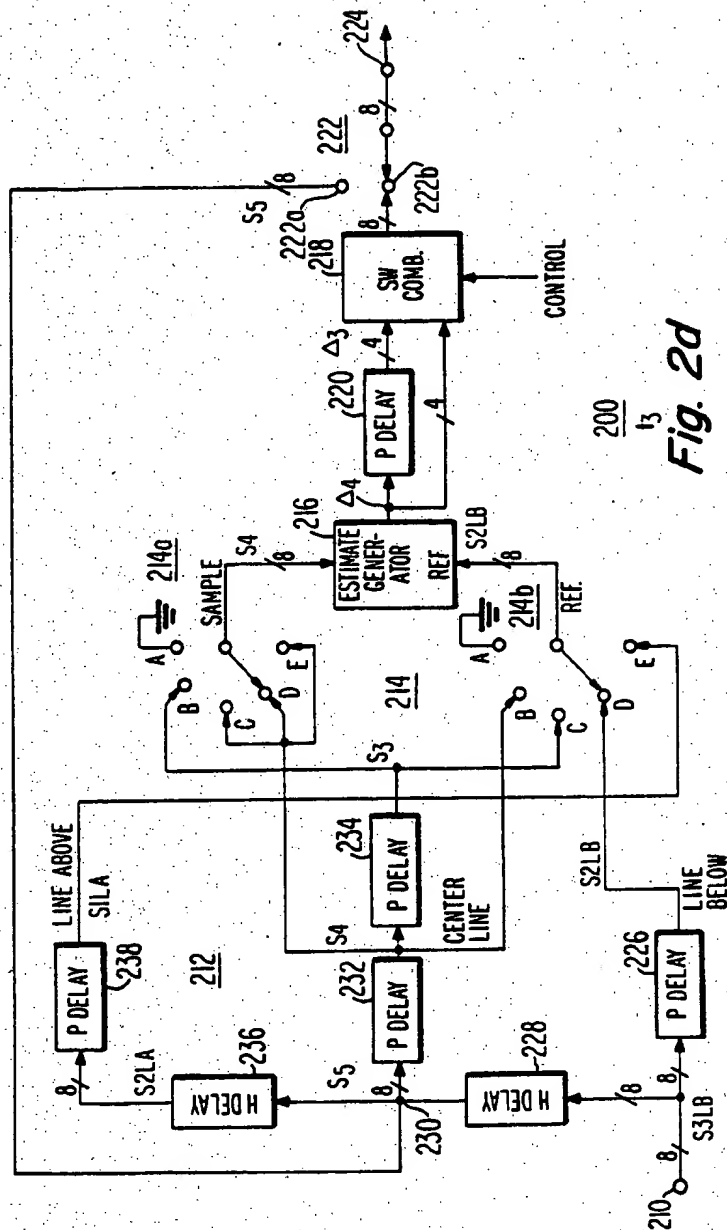 LINE ABOVE
S1LA
238
P DELAY
8
S2LA
212
236
H DELAY
S5
8
230
H DELAY
228
8
S3LB
8
210
8
P DELAY
226
LINE
BELOW
S2LB
S4
232
P DELAY
CENTER
LINE
234
P DELAY
S3
214
A
B
C
D
E
214a
SAMPLE
S4
8
216
ESTIMATE
GENER-
ATOR
REF.
S2LB
8
214b
REF.
A
B
C
D
E
Δ4
220
P DELAY
Δ3
4
4
S5
8
222a
218
SW
COMB.
CONTROL
8
222b
222
8
224
200
t3
Fig. 2d